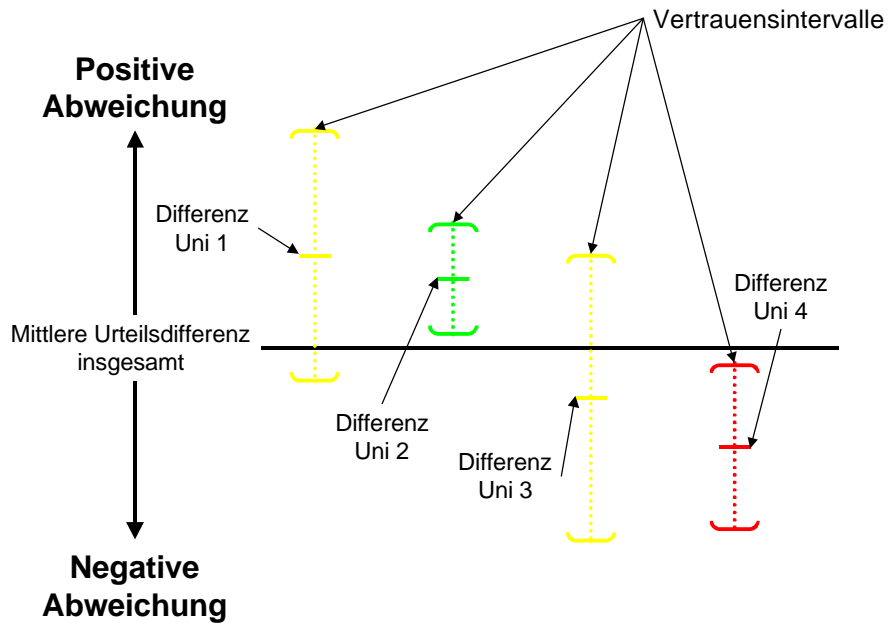 Vertrauensintervalle
Positive
Abweichung
Differenz
Uni 1
Differenz
Uni 4
Mittlere Urteilsdifferenz
insgesamt
Differenz
Uni 2
Differenz
Uni 3
Negative
Abweichung